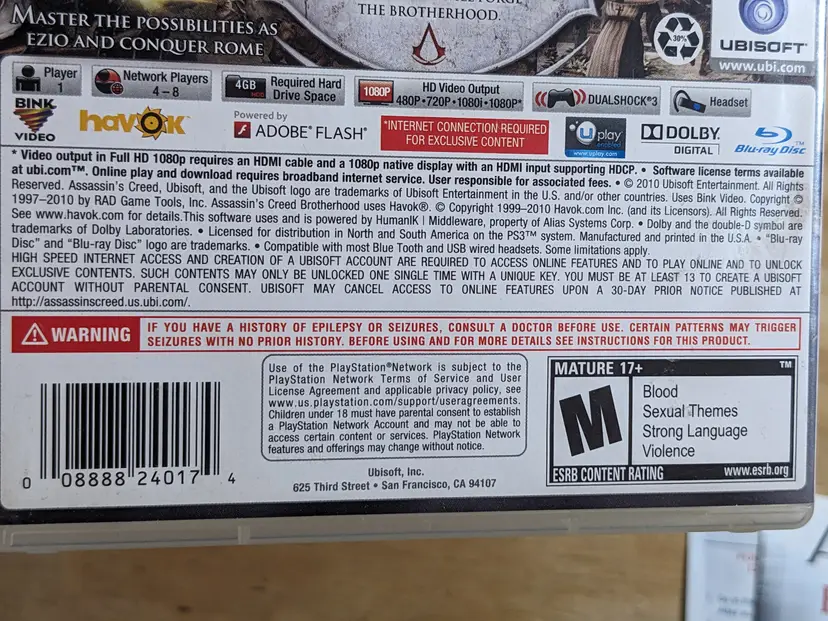 MASTER THE POSSIBILITIES AS
EZIO AND CONQUER ROME
THE BROTHERHOOD.
30%
UBISOFT®
www.ubi.com
Player
1
Network Players
4 – 8
4GB
Required Hard
Drive Space
1080P
HD Video Output
480P•720P•1080i•1080P*
DUALSHOCK®3
Headset
BINK
VIDEO
havok
Powered by
ADOBE® FLASH®
*INTERNET CONNECTION REQUIRED
FOR EXCLUSIVE CONTENT
uplay
enabled
www.uplay.com
DOLBY
DIGITAL
Blu-ray Disc
* Video output in Full HD 1080p requires an HDMI cable and a 1080p native display with an HDMI input supporting HDCP. • Software license terms available
at ubi.com™. Online play and download requires broadband internet service. User responsible for associated fees. • © 2010 Ubisoft Entertainment. All Rights
Reserved. Assassin's Creed, Ubisoft, and the Ubisoft logo are trademarks of Ubisoft Entertainment in the U.S. and/or other countries. Uses Bink Video. Copyright ©
1997–2010 by RAD Game Tools, Inc. Assassin's Creed Brotherhood uses Havok®. © Copyright 1999–2010 Havok.com Inc. (and its Licensors). All Rights Reserved.
See www.havok.com for details.This software uses and is powered by HumanIK | Middleware, property of Alias Systems Corp. • Dolby and the double-D symbol are
trademarks of Dolby Laboratories. • Licensed for distribution in North and South America on the PS3™ system. Manufactured and printed in the U.S.A. • "Blu-ray
Disc" and "Blu-ray Disc" logo are trademarks. • Compatible with most Blue Tooth and USB wired headsets. Some limitations apply.
HIGH SPEED INTERNET ACCESS AND CREATION OF A UBISOFT ACCOUNT ARE REQUIRED TO ACCESS ONLINE FEATURES AND TO PLAY ONLINE AND TO UNLOCK
EXCLUSIVE CONTENTS. SUCH CONTENTS MAY ONLY BE UNLOCKED ONE SINGLE TIME WITH A UNIQUE KEY. YOU MUST BE AT LEAST 13 TO CREATE A UBISOFT
ACCOUNT WITHOUT PARENTAL CONSENT. UBISOFT MAY CANCEL ACCESS TO ONLINE FEATURES UPON A 30-DAY PRIOR NOTICE PUBLISHED AT
http://assassinscreed.us.ubi.com/.
WARNING
IF YOU HAVE A HISTORY OF EPILEPSY OR SEIZURES, CONSULT A DOCTOR BEFORE USE. CERTAIN PATTERNS MAY TRIGGER
SEIZURES WITH NO PRIOR HISTORY. BEFORE USING AND FOR MORE DETAILS SEE INSTRUCTIONS FOR THIS PRODUCT.
0 08888 24017 4
Use of the PlayStation®Network is subject to the
PlayStation Network Terms of Service and User
License Agreement and applicable privacy policy, see
www.us.playstation.com/support/useragreements.
Children under 18 must have parental consent to establish
a PlayStation Network Account and may not be able to
access certain content or services. PlayStation Network
features and offerings may change without notice.
Ubisoft, Inc.
625 Third Street • San Francisco, CA 94107
MATURE 17+
TM
M
Blood
Sexual Themes
Strong Language
Violence
ESRB CONTENT RATING
www.esrb.org